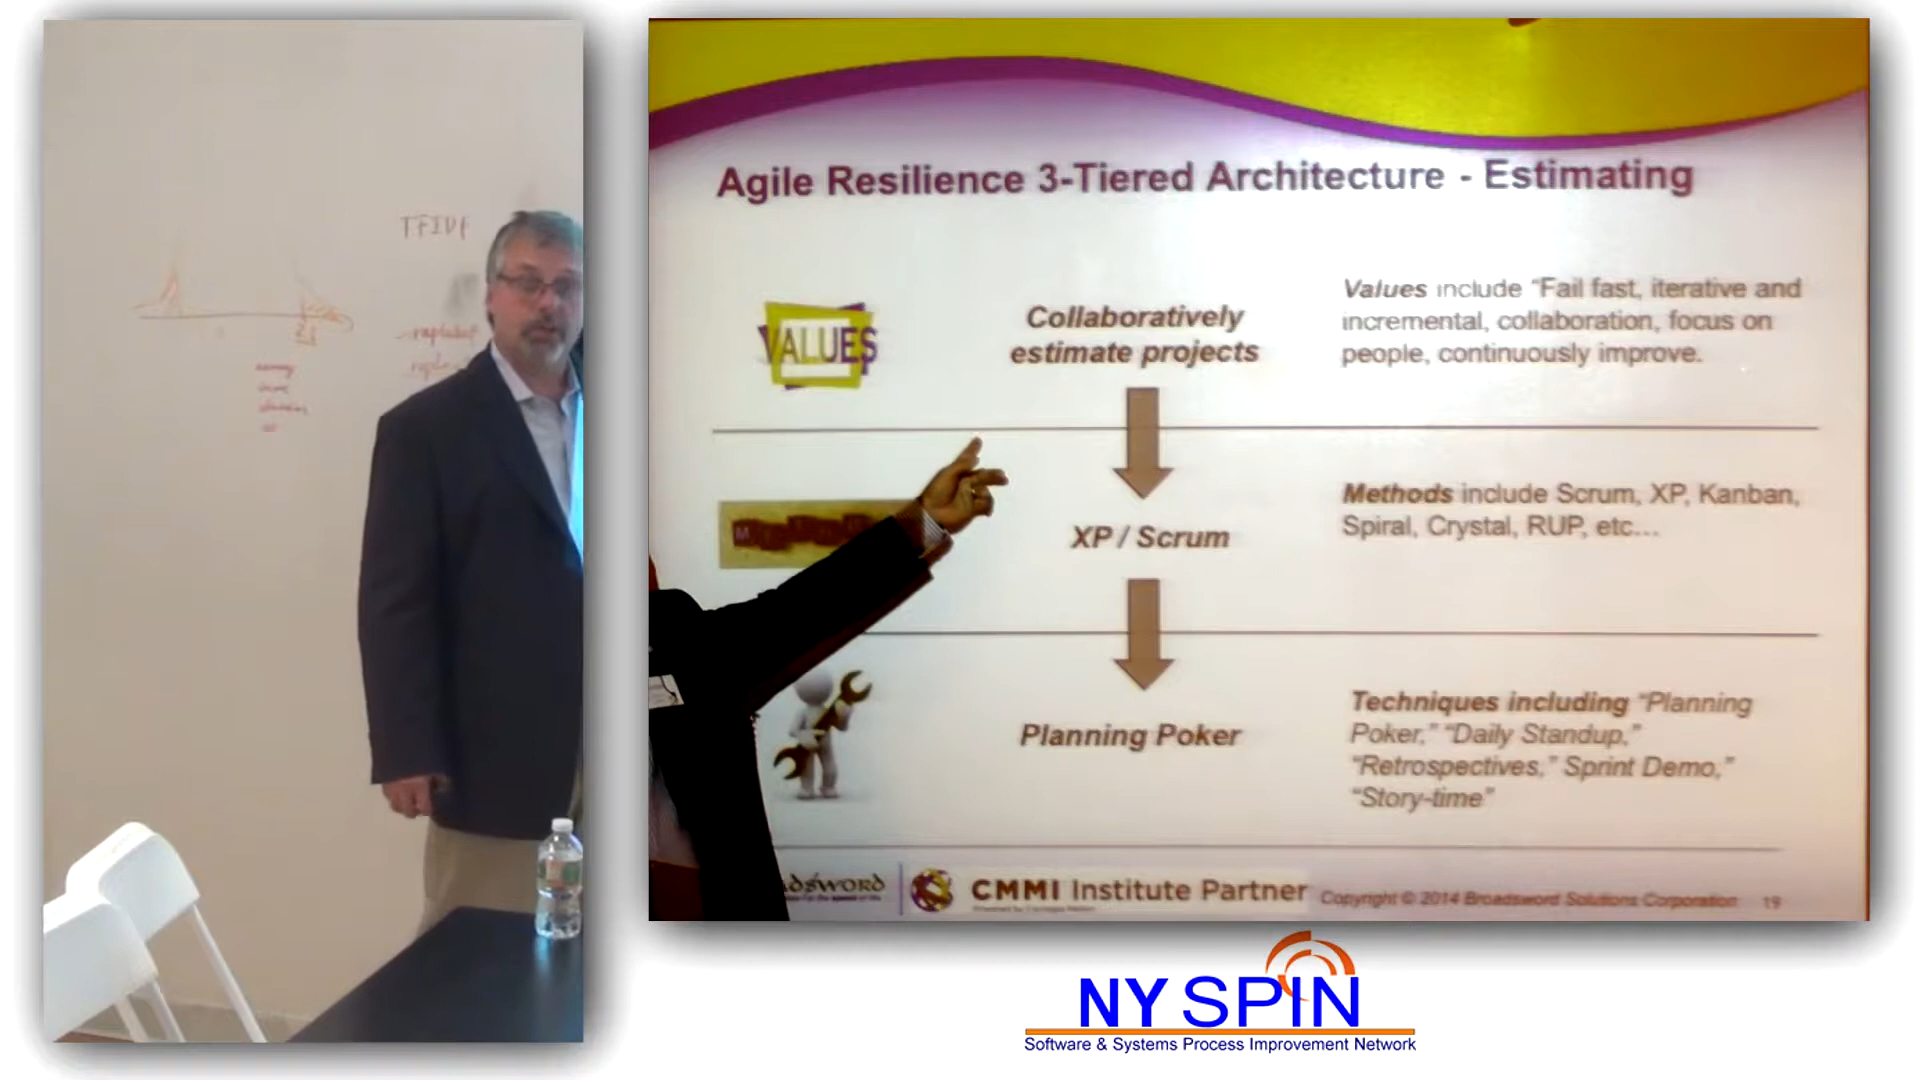 TFIDF
Agile Resilience 3-Tiered Architecture - Estimating
VALUES
Collaboratively
estimate projects
Values include “Fail fast, iterative and
incremental, collaboration, focus on
people, continuously improve.
XP / Scrum
Methods include Scrum, XP, Kanban,
Spiral, Crystal, RUP, etc...
Planning Poker
Techniques including “Planning
Poker,” “Daily Standup,”
“Retrospectives,” Sprint Demo,”
“Story-time”
CMMI Institute Partner
Copyright © 2014 Broadsword Solutions Corporation 19
NY SPIN
Software & Systems Process Improvement Network